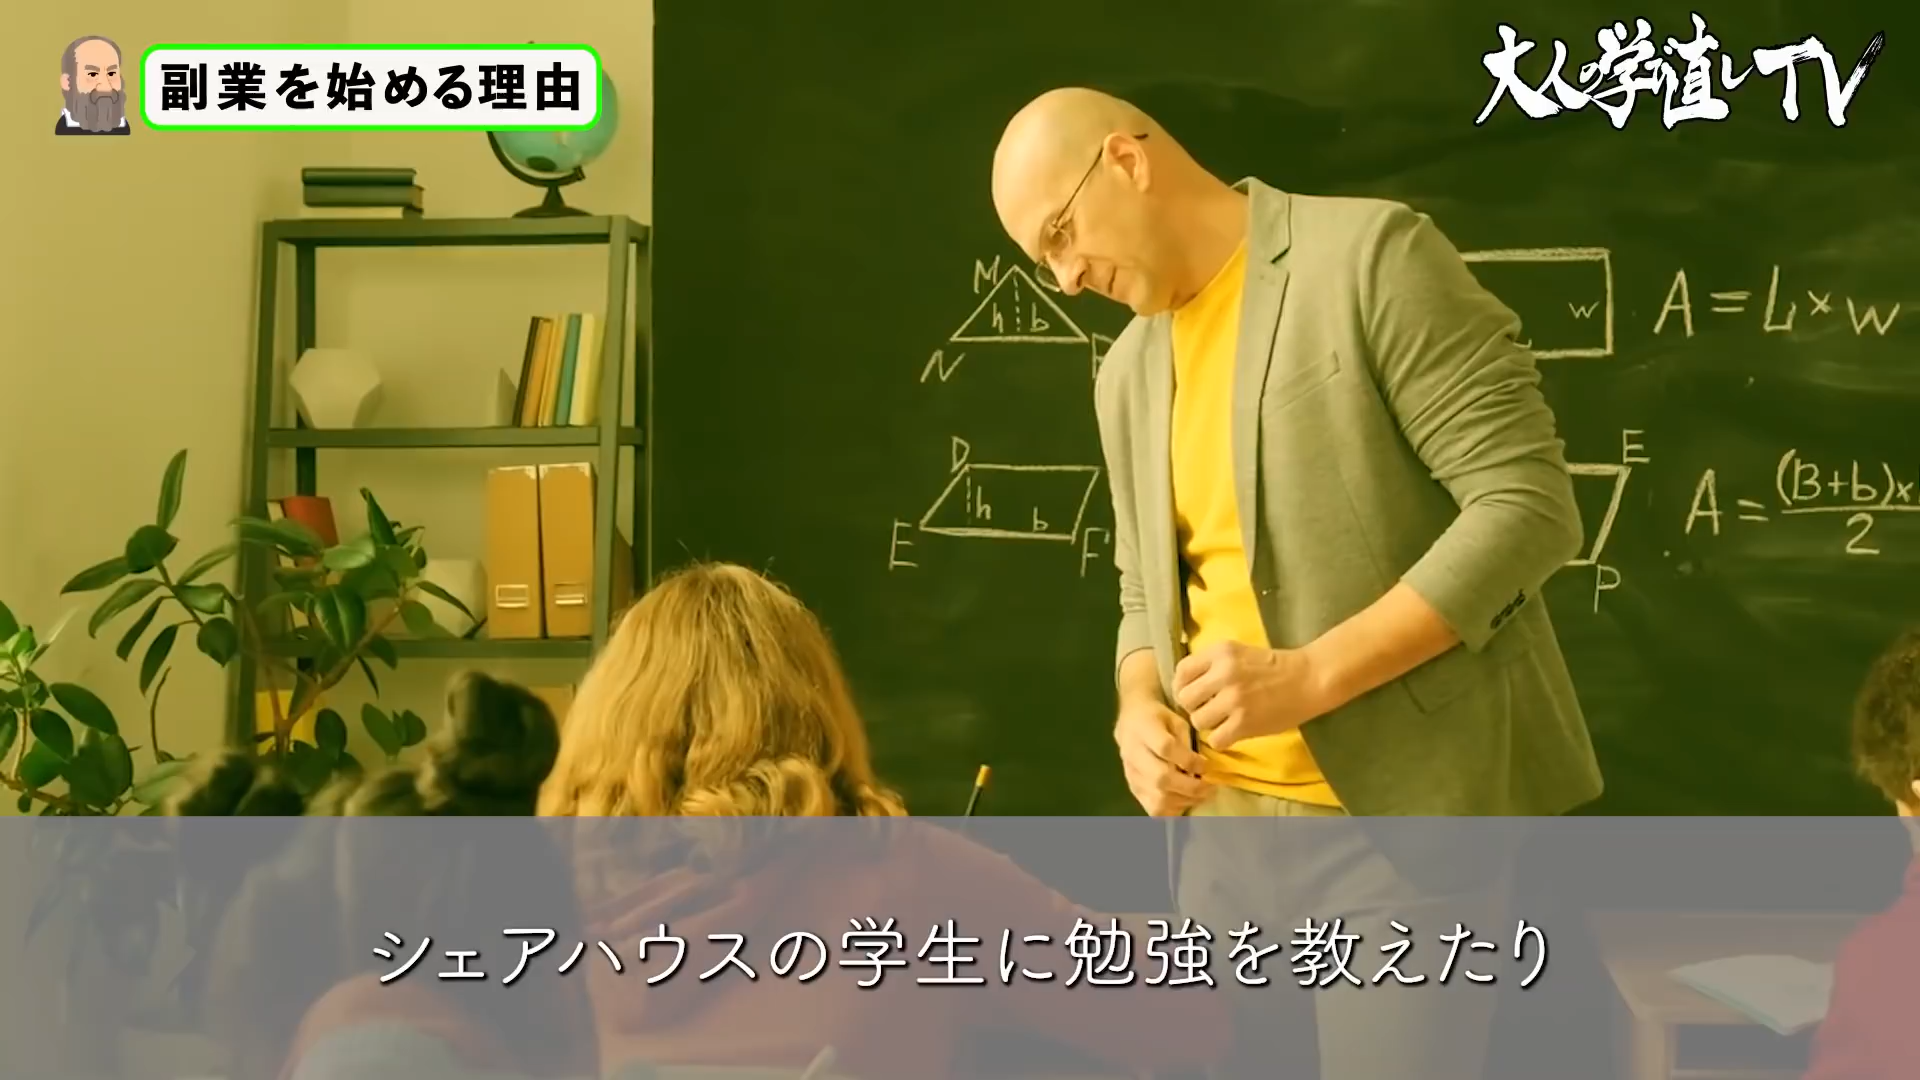 副業を始める理由
大人の学び直しTV
M
h b
N
w
A = L × w
D
h
b
E
F
E
A = (B+b)×
2
P
シェアハウスの学生に勉強を教えたり